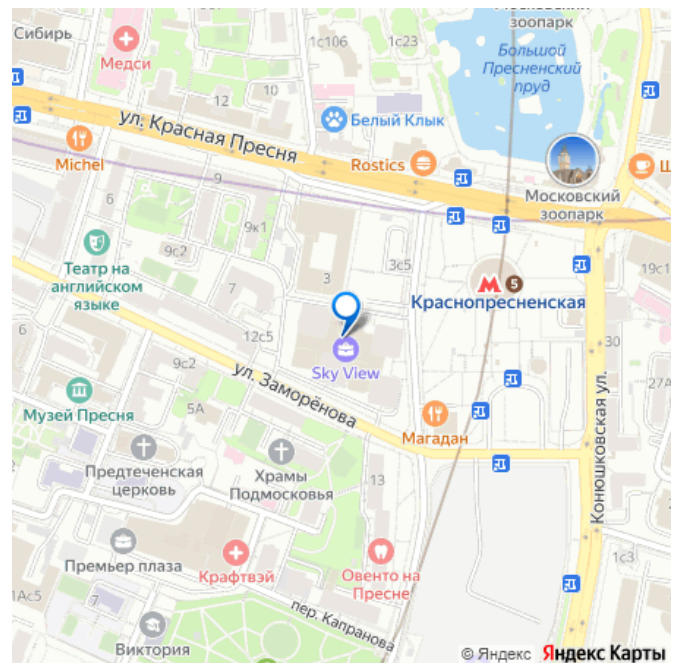 Московский
зоопарк
Сибирь
Медси
1с106
1с23
Большой
Пресненский
пруд
12
10
ул. Красная Пресня
Белый Клык
Michel
Rostics
9
6
Московский
зоопарк
9к1
9с2
Театр на
английском
языке
7
3
3с5
М 5
Краснопресненская
19с1
6
12с5
Sky View
30
27А
9с2
ул. Заморёнова
5А
Музей Пресня
Магадан
Конюшковская ул.
Предтеченская
церковь
Храмы
Подмосковья
13
Премьер плаза
Крафтвэй
Овенто на
Пресне
1с3
1Ас5
7
пер. Капранова
Виктория
© Яндекс Яндекс Карты